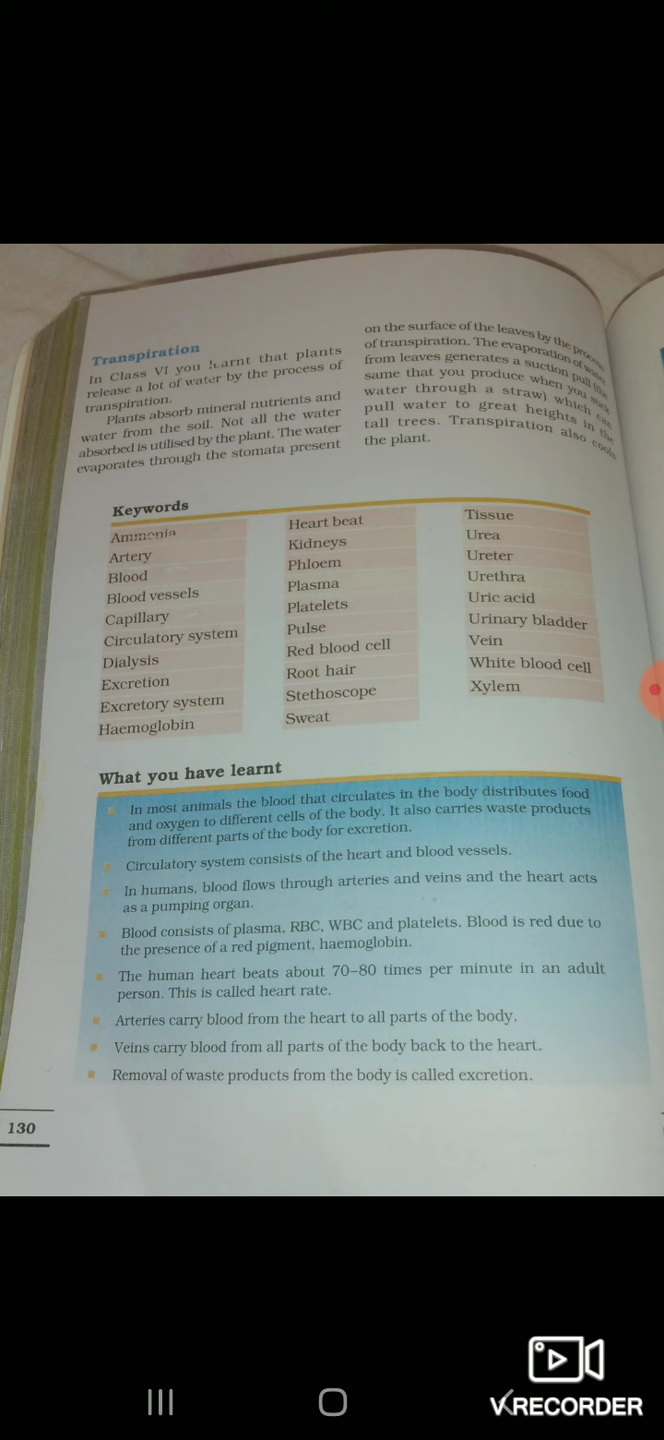 Transpiration
In Class VI you learnt that plants
release a lot of water by the process of
transpiration.
Plants absorb mineral nutrients and
water from the soil. Not all the water
absorbed is utilised by the plant. The water
evaporates through the stomata present
on the surface of the leaves by the process
of transpiration. The evaporation of water
from leaves generates a suction pull (the
same that you produce when you suck
water through a straw) which can
pull water to great heights in the
tall trees. Transpiration also cools
the plant.
Keywords
Ammonia
Artery
Blood
Blood vessels
Capillary
Circulatory system
Dialysis
Excretion
Excretory system
Haemoglobin
Heart beat
Kidneys
Phloem
Plasma
Platelets
Pulse
Red blood cell
Root hair
Stethoscope
Sweat
Tissue
Urea
Ureter
Urethra
Uric acid
Urinary bladder
Vein
White blood cell
Xylem
What you have learnt
In most animals the blood that circulates in the body distributes food
and oxygen to different cells of the body. It also carries waste products
from different parts of the body for excretion.
Circulatory system consists of the heart and blood vessels.
In humans, blood flows through arteries and veins and the heart acts
as a pumping organ.
Blood consists of plasma, RBC, WBC and platelets. Blood is red due to
the presence of a red pigment, haemoglobin.
The human heart beats about 70–80 times per minute in an adult
person. This is called heart rate.
Arteries carry blood from the heart to all parts of the body.
Veins carry blood from all parts of the body back to the heart.
Removal of waste products from the body is called excretion.
130
V RECORDER